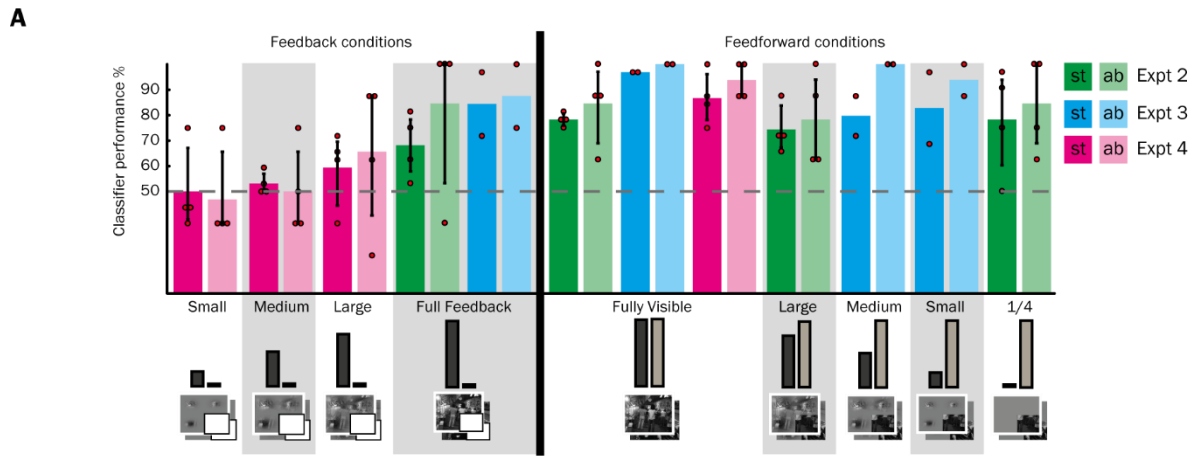 A
Feedback conditions
Feedforward conditions
Classifier performance %
90
80
70
60
50
st ab Expt 2
st ab Expt 3
st ab Expt 4
Small Medium Large Full Feedback Fully Visible Large Medium Small 1/4